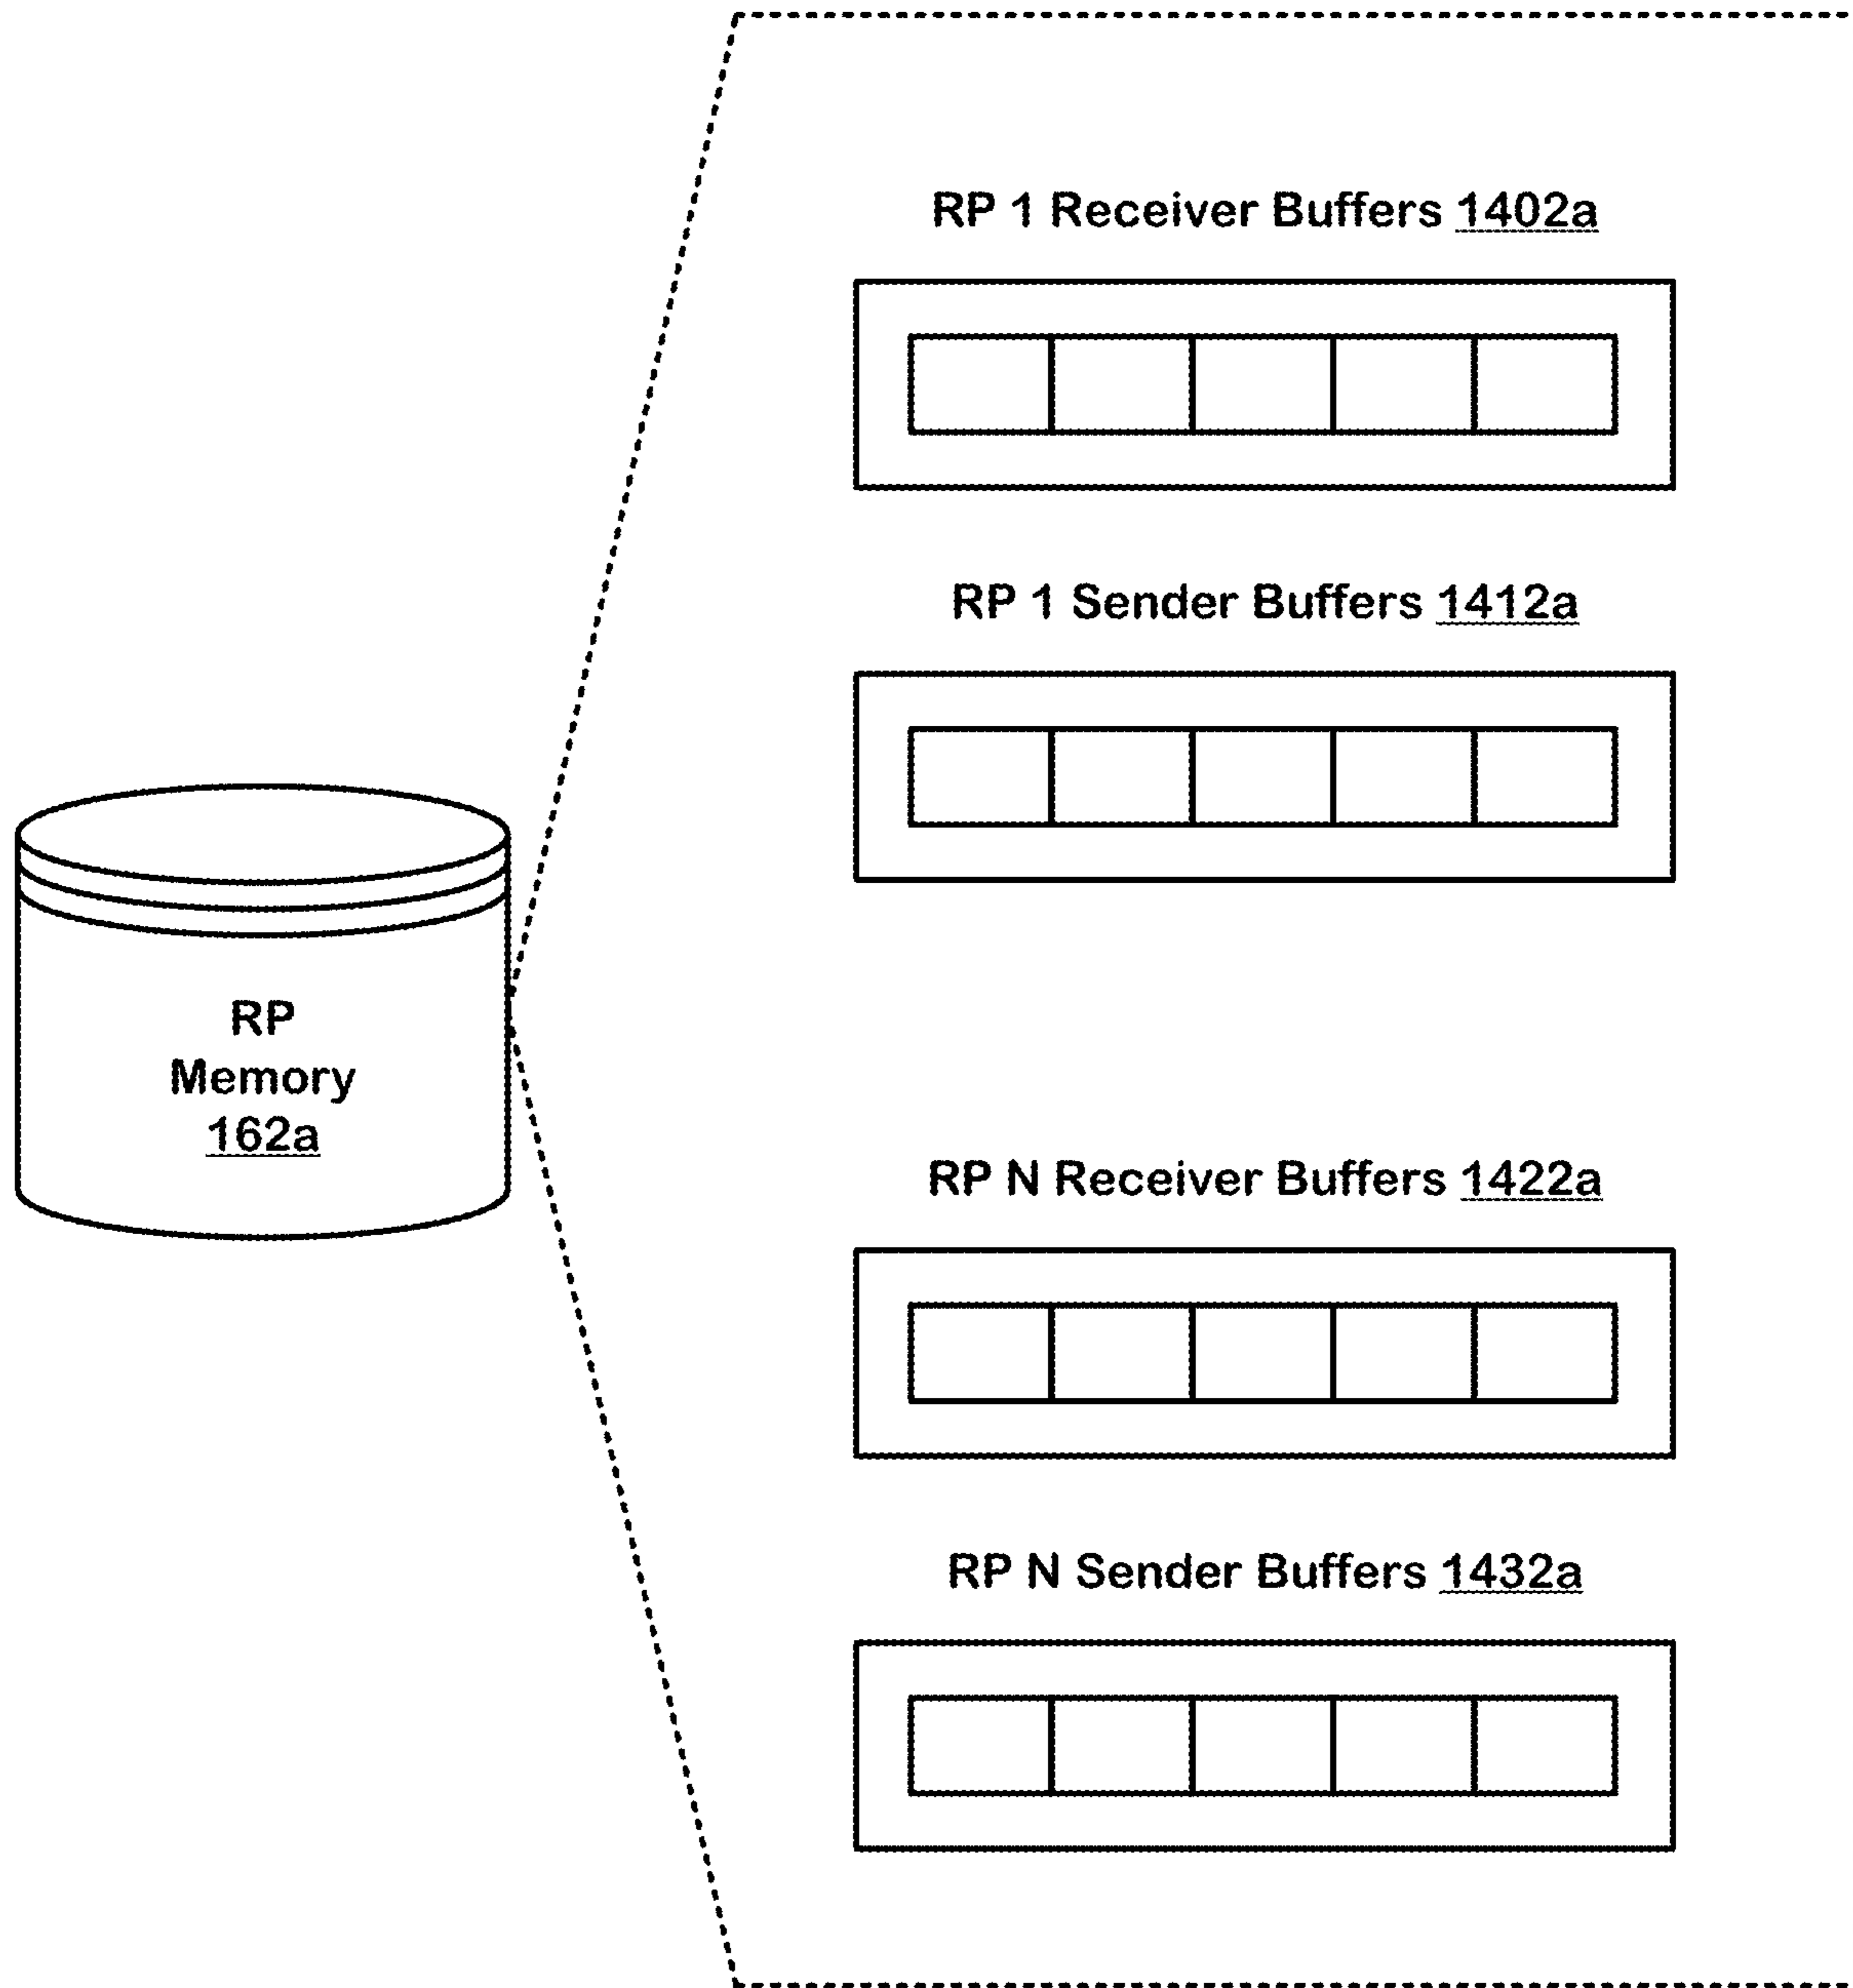 RP 1 Receiver Buffers 1402a
RP 1 Sender Buffers 1412a
RP
Memory
162a
RP N Receiver Buffers 1422a
RP N Sender Buffers 1432a